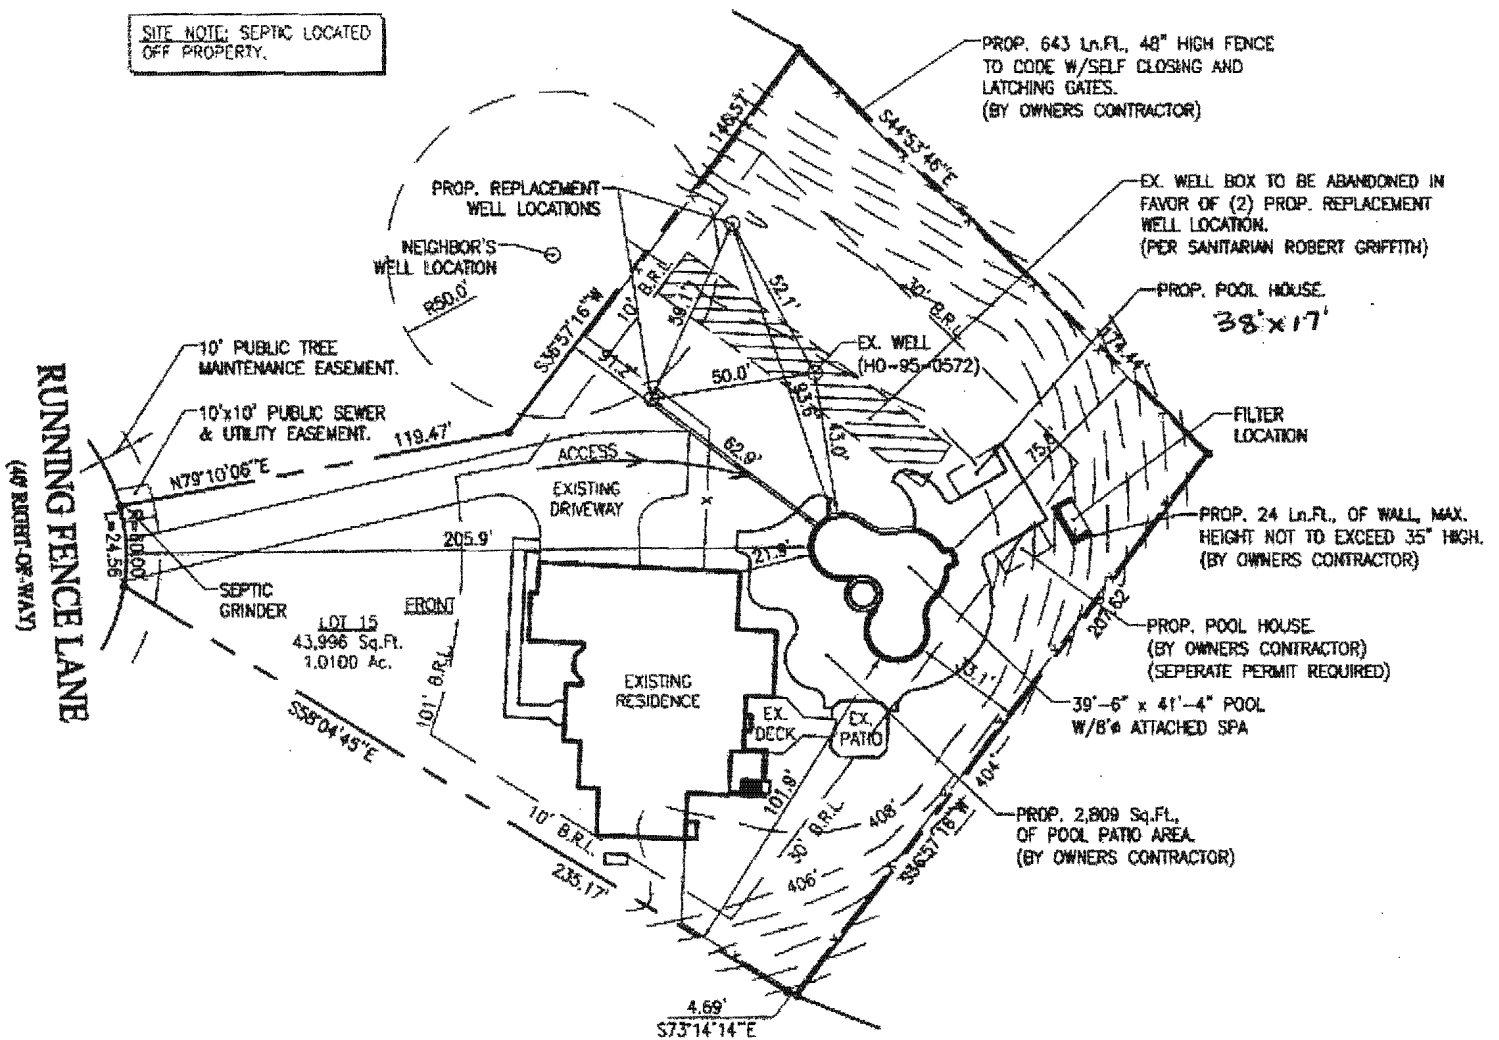 SITE NOTE: SEPTIC LOCATED
OFF PROPERTY.
PROP. 643 Ln.Ft., 48" HIGH FENCE
TO CODE W/SELF CLOSING AND
LATCHING GATES.
(BY OWNERS CONTRACTOR)
146.57'
S44°53'46"E
PROP. REPLACEMENT
WELL LOCATIONS
EX. WELL BOX TO BE ABANDONED IN
FAVOR OF (2) PROP. REPLACEMENT
WELL LOCATION.
(PER SANITARIAN ROBERT GRIFFITH)
NEIGHBOR'S
WELL LOCATION
R50.0'
10' B.R.L.
59.1'
52.1'
30' B.R.L.
PROP. POOL HOUSE.
38'x17'
S36°57'16"W
91.2'
50.0'
93.6'
43.0'
EX. WELL
(HO-95-0572)
174.44'
10' PUBLIC TREE
MAINTENANCE EASEMENT.
10'x10' PUBLIC SEWER
& UTILITY EASEMENT.
119.47'
N79°10'06"E
ACCESS
62.9'
75.8'
FILTER
LOCATION
EXISTING
DRIVEWAY
RUNNING FENCE LANE
(40' RIGHT-OF-WAY)
R=60.00'
L=24.56
205.9'
21.9'
PROP. 24 Ln.Ft., OF WALL, MAX.
HEIGHT NOT TO EXCEED 35" HIGH.
(BY OWNERS CONTRACTOR)
SEPTIC
GRINDER
FRONT
LOT 15
43,996 Sq.Ft.
1.0100 Ac.
207.62'
PROP. POOL HOUSE.
(BY OWNERS CONTRACTOR)
(SEPERATE PERMIT REQUIRED)
101' B.R.L.
EXISTING
RESIDENCE
EX.
DECK
EX.
PATIO
39'-6" x 41'-4" POOL
W/8'ø ATTACHED SPA
S58°04'45"E
101.9'
30' B.R.L.
408'
404'
S36°57'16"W
PROP. 2,809 Sq.Ft.,
OF POOL PATIO AREA.
(BY OWNERS CONTRACTOR)
10' B.R.L.
406'
235.17'
4.69'
S73°14'14"E